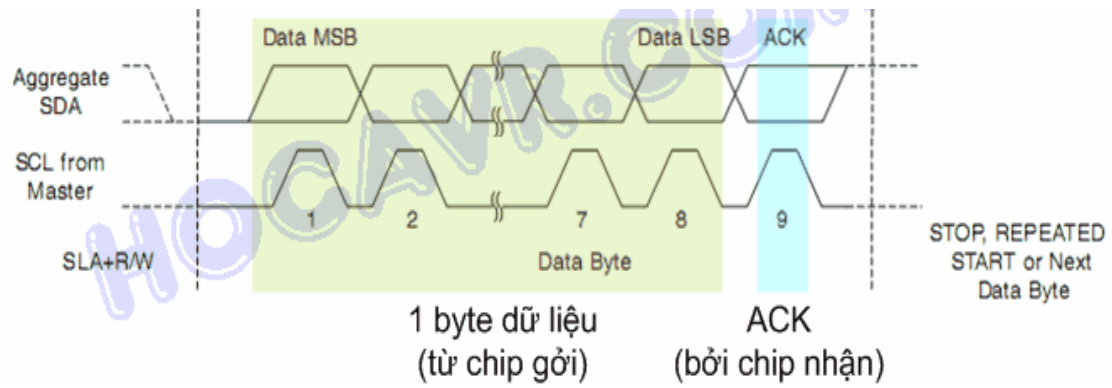 Data MSB
Data LSB
ACK
Aggregate
SDA
SCL from
Master
1
2
7
8
9
SLA+R/W
Data Byte
STOP, REPEATED
START or Next
Data Byte
1 byte dữ liệu
(từ chip gởi)
ACK
(bởi chip nhận)
HOCAVR.COM